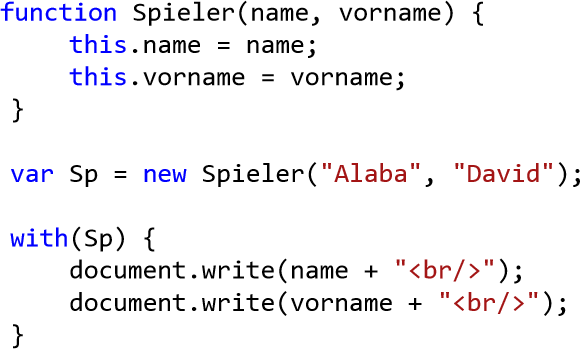 function Spieler(name, vorname) {
    this.name = name;
    this.vorname = vorname;
}
var Sp = new Spieler("Alaba", "David");
with(Sp) {
    document.write(name + "<br/>");
    document.write(vorname + "<br/>");
}